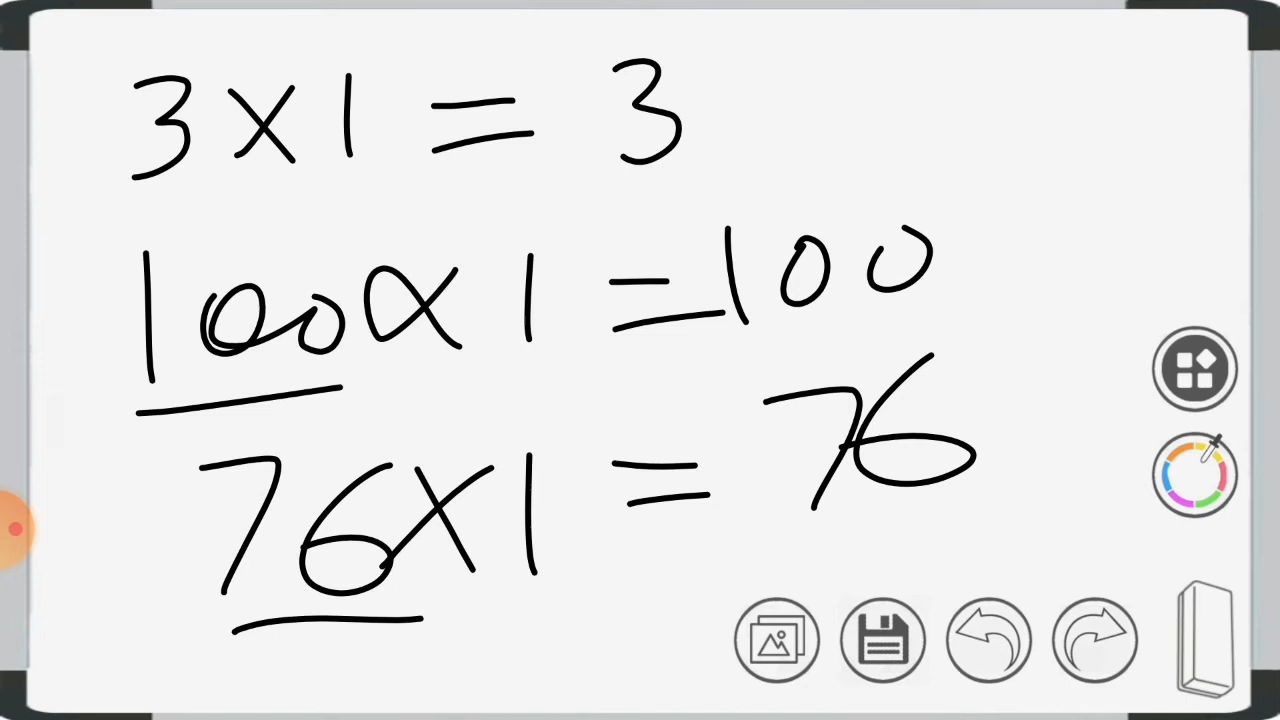 3 × 1 = 3
100 × 1 = 100
76 × 1 = 76